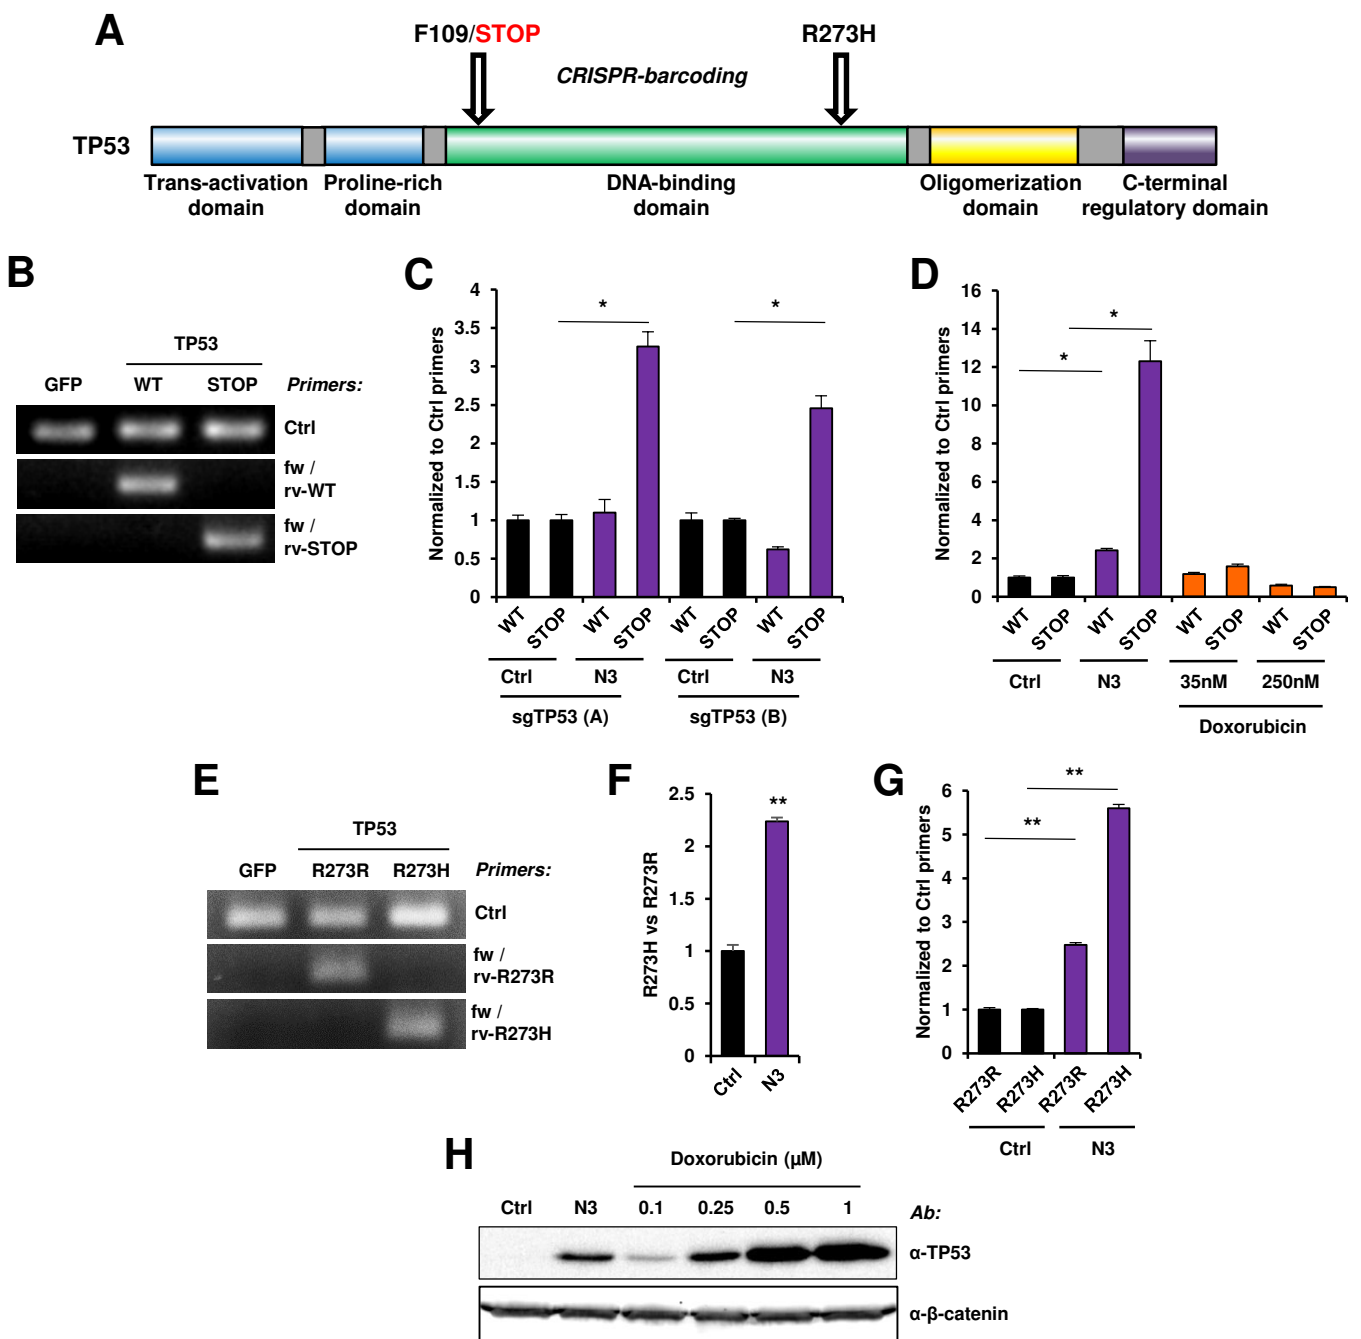 A
F109/STOP
R273H
CRISPR-barcoding
TP53
Trans-activation domain
Proline-rich domain
DNA-binding domain
Oligomerization domain
C-terminal regulatory domain
B
TP53
GFP WT STOP Primers:
Ctrl
fw /
rv-WT
fw /
rv-STOP
C
Normalized to Ctrl primers
4
3.5
3
2.5
2
1.5
1
0.5
0
* *
WT STOP WT STOP WT STOP WT STOP
Ctrl N3 Ctrl N3
sgTP53 (A) sgTP53 (B)
D
Normalized to Ctrl primers
16
14
12
10
8
6
4
2
0
*
*
WT STOP WT STOP WT STOP WT STOP
Ctrl N3 35nM 250nM
Doxorubicin
E
TP53
GFP R273R R273H Primers:
Ctrl
fw /
rv-R273R
fw /
rv-R273H
F
R273H vs R273R
2.5
2
1.5
1
0.5
0
**
Ctrl N3
G
Normalized to Ctrl primers
6
5
4
3
2
1
0
**
**
R273R R273H R273R R273H
Ctrl N3
H
Doxorubicin (µM)
Ctrl N3 0.1 0.25 0.5 1 Ab:
α-TP53
α-β-catenin